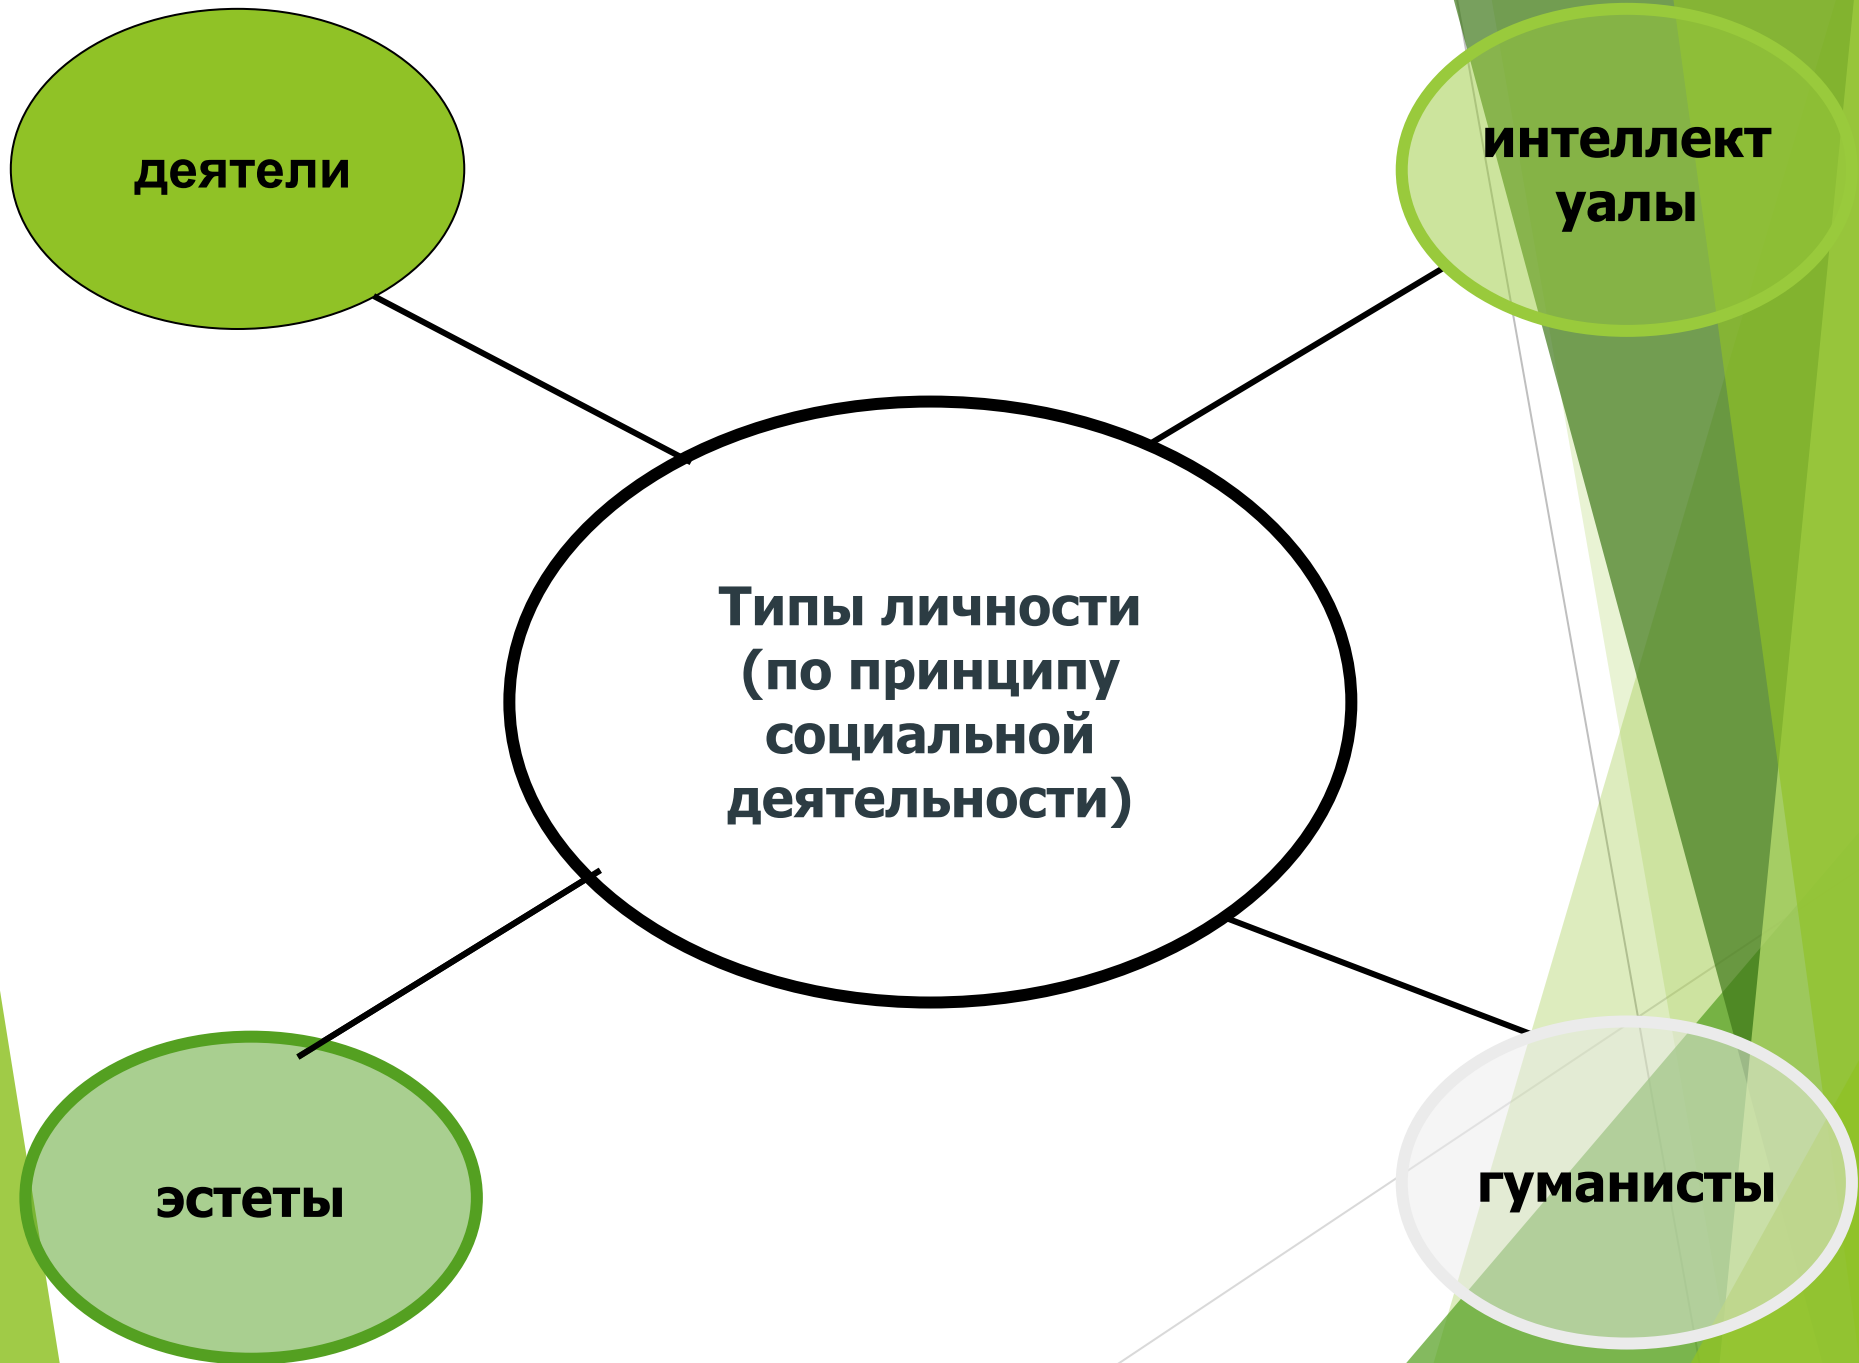 деятели
интеллект
уалы
Типы личности
(по принципу
социальной
деятельности)
эстеты
гуманисты